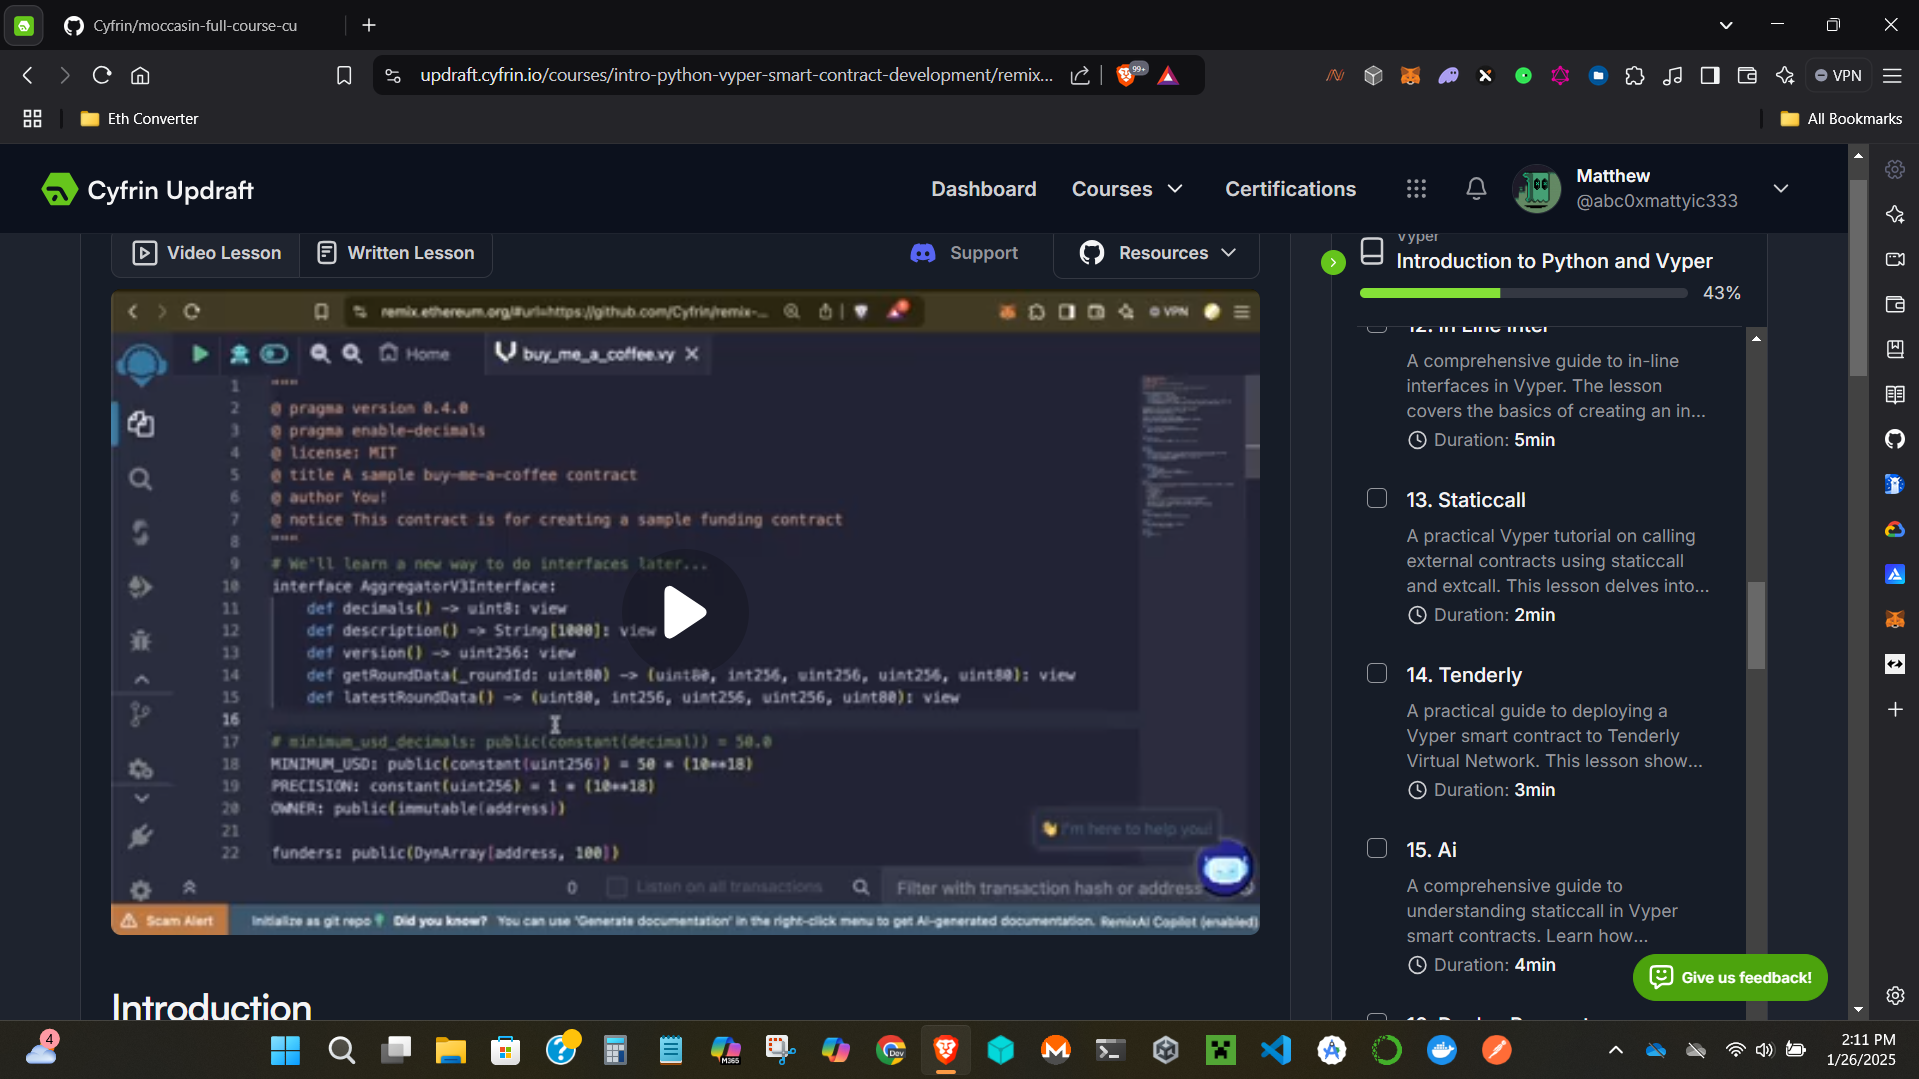 Cyfrin/moccasin-full-course-cu
updraft.cyfrin.io/courses/intro-python-vyper-smart-contract-development/remix...
99+
VPN
Eth Converter
All Bookmarks
Cyfrin Updraft
Dashboard
Courses
Certifications
Matthew
@abc0xmattyic333
Video Lesson
Written Lesson
Support
Resources
remix.ethereum.org/#url=https://github.com/Cyfrin/remix-...
VPN
Home
buy_me_a_coffee.vy
1 """
2 @ pragma version 0.4.0
3 @ pragma enable-decimals
4 @ license: MIT
5 @ title A sample buy-me-a-coffee contract
6 @ author You!
7 @ notice This contract is for creating a sample funding contract
8 """
9 # We'll learn a new way to do interfaces later...
10 interface AggregatorV3Interface:
11 def decimals() -> uint8: view
12 def description() -> String[1000]: view
13 def version() -> uint256: view
14 def getRoundData(_roundId: uint80) -> (uint80, int256, uint256, uint256, uint80): view
15 def latestRoundData() -> (uint80, int256, uint256, uint256, uint80): view
16
17 # minimum_usd_decimals: public(constant(decimal)) = 50.0
18 MINIMUM_USD: public(constant(uint256)) = 50 * (10**18)
19 PRECISION: constant(uint256) = 1 * (10**18)
20 OWNER: public(immutable(address))
21
22 funders: public(DynArray[address, 100])
I'm here to help you!
0
Listen on all transactions
Filter with transaction hash or address
Scam Alert
Initialize as git repo
Did you know? You can use 'Generate documentation' in the right-click menu to get AI-generated documentation.
RemixAI Copilot (enabled)
Introduction
Vyper
Introduction to Python and Vyper
43%
12. In Line Inter
A comprehensive guide to in-line
interfaces in Vyper. The lesson
covers the basics of creating an in...
Duration: 5min
13. Staticcall
A practical Vyper tutorial on calling
external contracts using staticcall
and extcall. This lesson delves into...
Duration: 2min
14. Tenderly
A practical guide to deploying a
Vyper smart contract to Tenderly
Virtual Network. This lesson show...
Duration: 3min
15. Ai
A comprehensive guide to
understanding staticcall in Vyper
smart contracts. Learn how...
Duration: 4min
Give us feedback!
4
M365
Dev
2:11 PM
1/26/2025